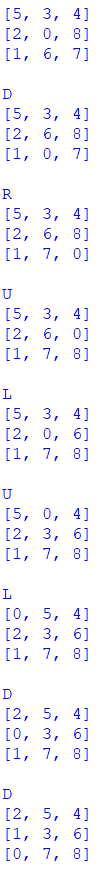 [5, 3, 4]
[2, 0, 8]
[1, 6, 7]
D
[5, 3, 4]
[2, 6, 8]
[1, 0, 7]
R
[5, 3, 4]
[2, 6, 8]
[1, 7, 0]
U
[5, 3, 4]
[2, 6, 0]
[1, 7, 8]
L
[5, 3, 4]
[2, 0, 6]
[1, 7, 8]
U
[5, 0, 4]
[2, 3, 6]
[1, 7, 8]
L
[0, 5, 4]
[2, 3, 6]
[1, 7, 8]
D
[2, 5, 4]
[0, 3, 6]
[1, 7, 8]
D
[2, 5, 4]
[1, 3, 6]
[0, 7, 8]